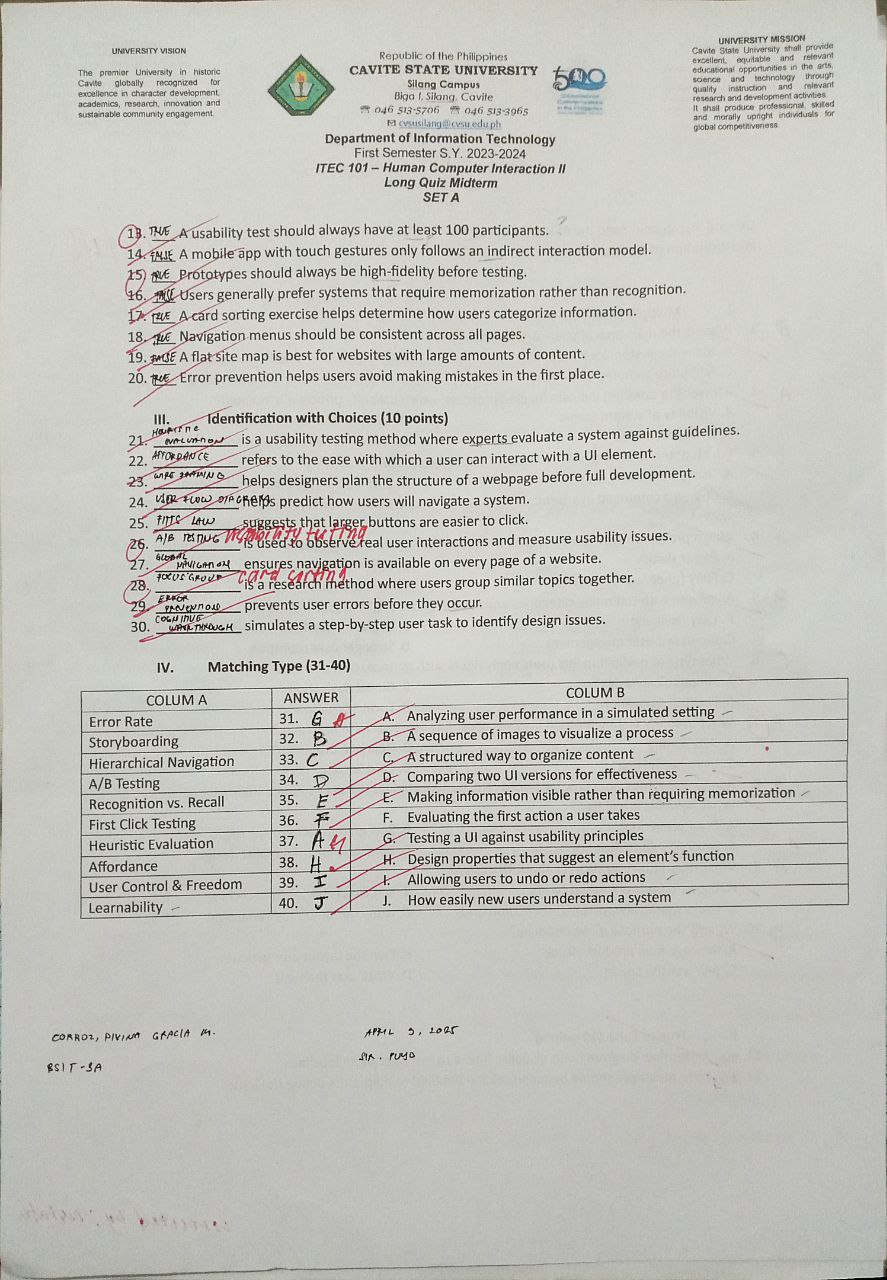 UNIVERSITY VISION
The premier University in historic
Cavite globally recognized for
excellence in character development,
academics, research, innovation and
sustainable community engagement.
Republic of the Philippines
CAVITE STATE UNIVERSITY
Silang Campus
Biga I, Silang, Cavite
☎ 046 513-5706 ☎ 046 513-3965
✉ cvsusilang@cvsu.edu.ph
500
UNIVERSITY MISSION
Cavite State University shall provide
excellent, equitable and relevant
educational opportunities in the arts,
science and technology through
quality instruction and relevant
research and development activities.
It shall produce professional, skilled
and morally upright individuals for
global competitiveness.
Department of Information Technology
First Semester S.Y. 2023-2024
ITEC 101 – Human Computer Interaction II
Long Quiz Midterm
SET A
13. TRUE A usability test should always have at least 100 participants. ?
14. FALSE A mobile app with touch gestures only follows an indirect interaction model.
15. TRUE Prototypes should always be high-fidelity before testing.
16. FALSE Users generally prefer systems that require memorization rather than recognition.
17. TRUE A card sorting exercise helps determine how users categorize information.
18. TRUE Navigation menus should be consistent across all pages.
19. FALSE A flat site map is best for websites with large amounts of content.
20. TRUE Error prevention helps users avoid making mistakes in the first place.
III. Identification with Choices (10 points)
21. EVALUATION is a usability testing method where experts evaluate a system against guidelines.
22. AFFORDANCE refers to the ease with which a user can interact with a UI element.
23. WIRE FRAMING helps designers plan the structure of a webpage before full development.
24. USER FLOW DIAGRAM helps predict how users will navigate a system.
25. FITTS LAW suggests that larger buttons are easier to click.
26. A/B TESTING usability testing is used to observe real user interactions and measure usability issues.
27. GLOBAL NAVIGATION ensures navigation is available on every page of a website.
28. FOCUS GROUP card sorting is a research method where users group similar topics together.
29. ERROR PREVENTION prevents user errors before they occur.
30. COGNITIVE WALKTHROUGH simulates a step-by-step user task to identify design issues.
IV. Matching Type (31-40)
COLUM A ANSWER COLUM B
Error Rate 31. G A A. Analyzing user performance in a simulated setting
Storyboarding 32. B B. A sequence of images to visualize a process
Hierarchical Navigation 33. C C. A structured way to organize content
A/B Testing 34. D D. Comparing two UI versions for effectiveness
Recognition vs. Recall 35. E E. Making information visible rather than requiring memorization
First Click Testing 36. F F. Evaluating the first action a user takes
Heuristic Evaluation 37. A G G. Testing a UI against usability principles
Affordance 38. H H. Design properties that suggest an element's function
User Control & Freedom 39. I I. Allowing users to undo or redo actions
Learnability 40. J J. How easily new users understand a system
CORROZ, DIVINA GRACIA M. APRIL 3, 2025
BSIT-3A SIR. PUYO